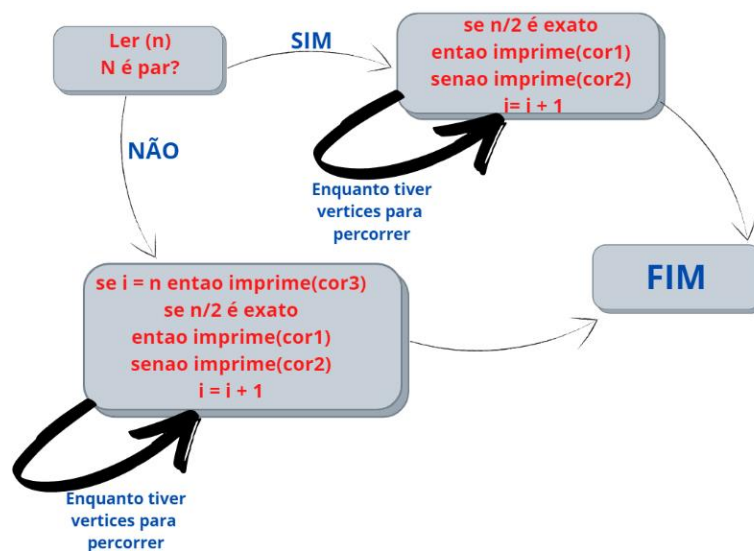 Ler (n)
N é par?
SIM
se n/2 é exato
entao imprime(cor1)
senao imprime(cor2)
i= i + 1
Enquanto tiver
vertices para
percorrer
NÃO
se i = n entao imprime(cor3)
se n/2 é exato
entao imprime(cor1)
senao imprime(cor2)
i = i + 1
Enquanto tiver
vertices para
percorrer
FIM